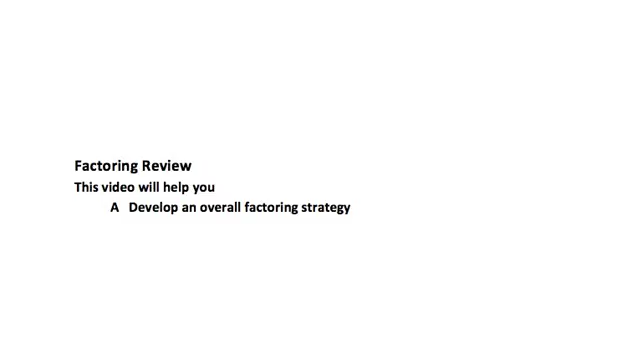 Factoring Review
This video will help you
A Develop an overall factoring strategy